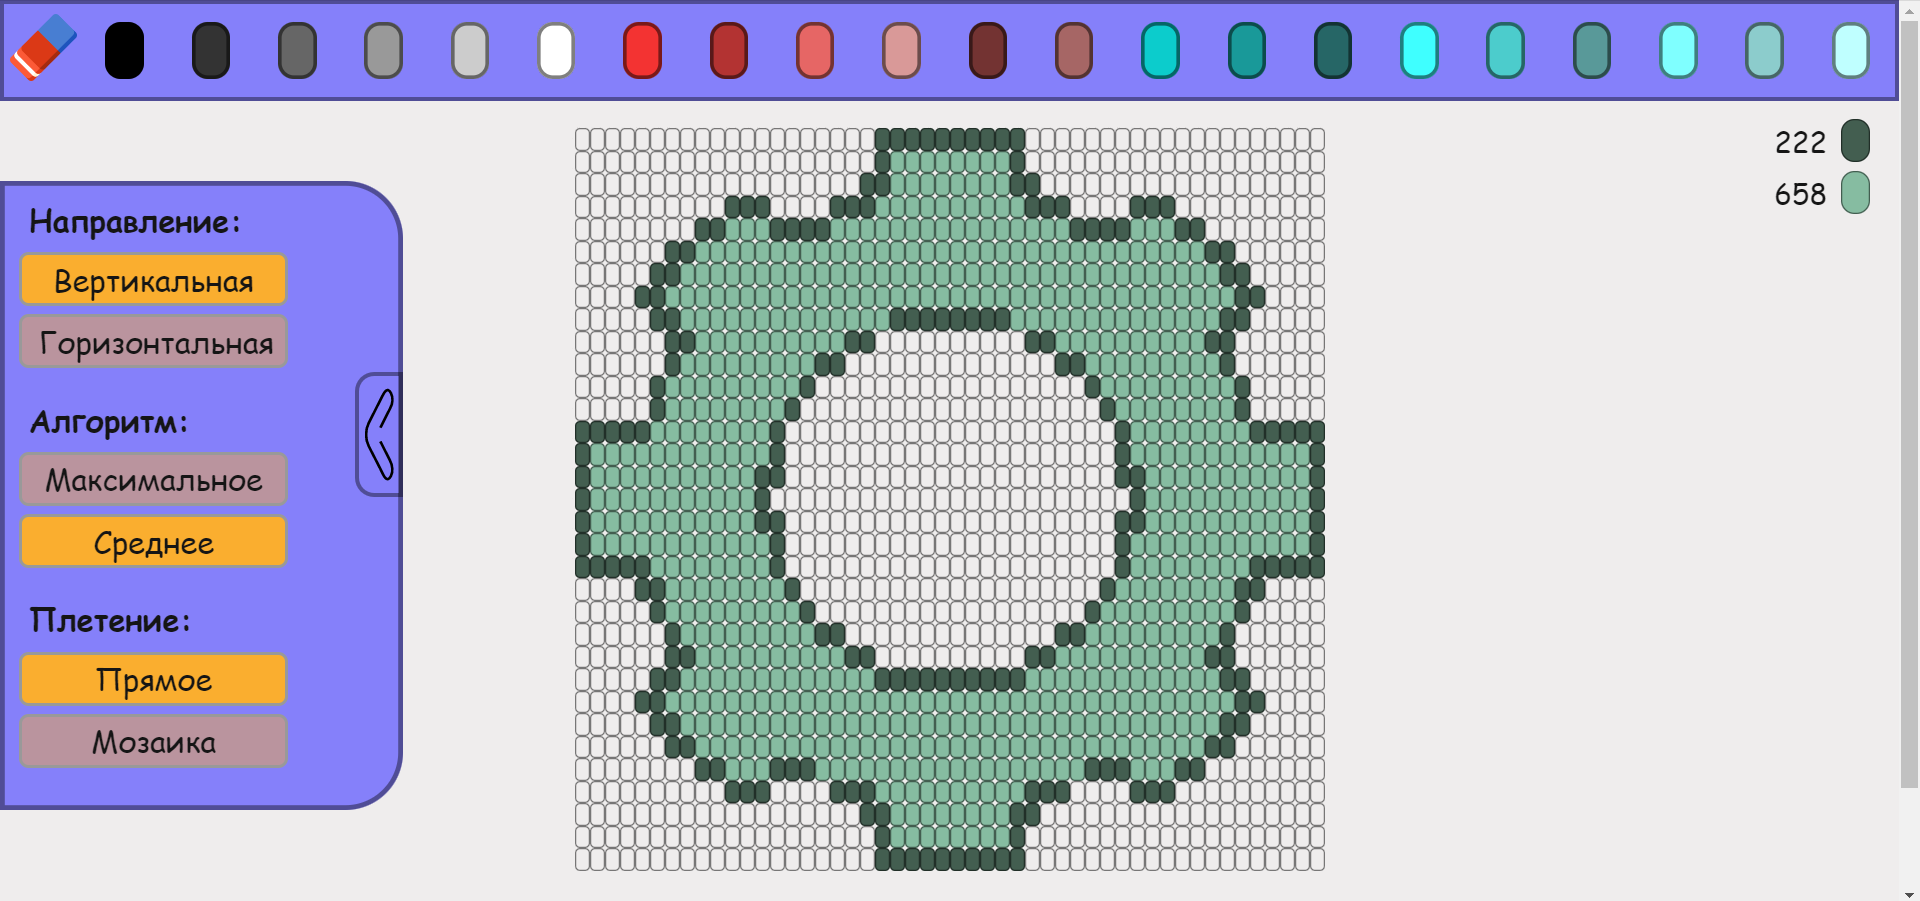 222
658
Направление:
Вертикальная
Горизонтальная
Алгоритм:
Максимальное
Среднее
Плетение:
Прямое
Мозаика